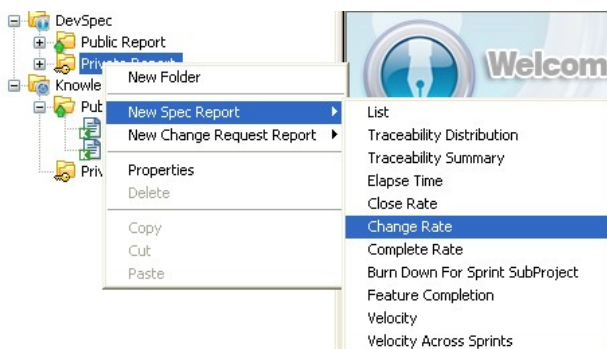 DevSpec
Public Report
Private Report
Welcom
Knowle
New Folder
Pub
New Spec Report
New Change Request Report
Priv
Properties
Delete
Copy
Cut
Paste
List
Traceability Distribution
Traceability Summary
Elapse Time
Close Rate
Change Rate
Complete Rate
Burn Down For Sprint SubProject
Feature Completion
Velocity
Velocity Across Sprints